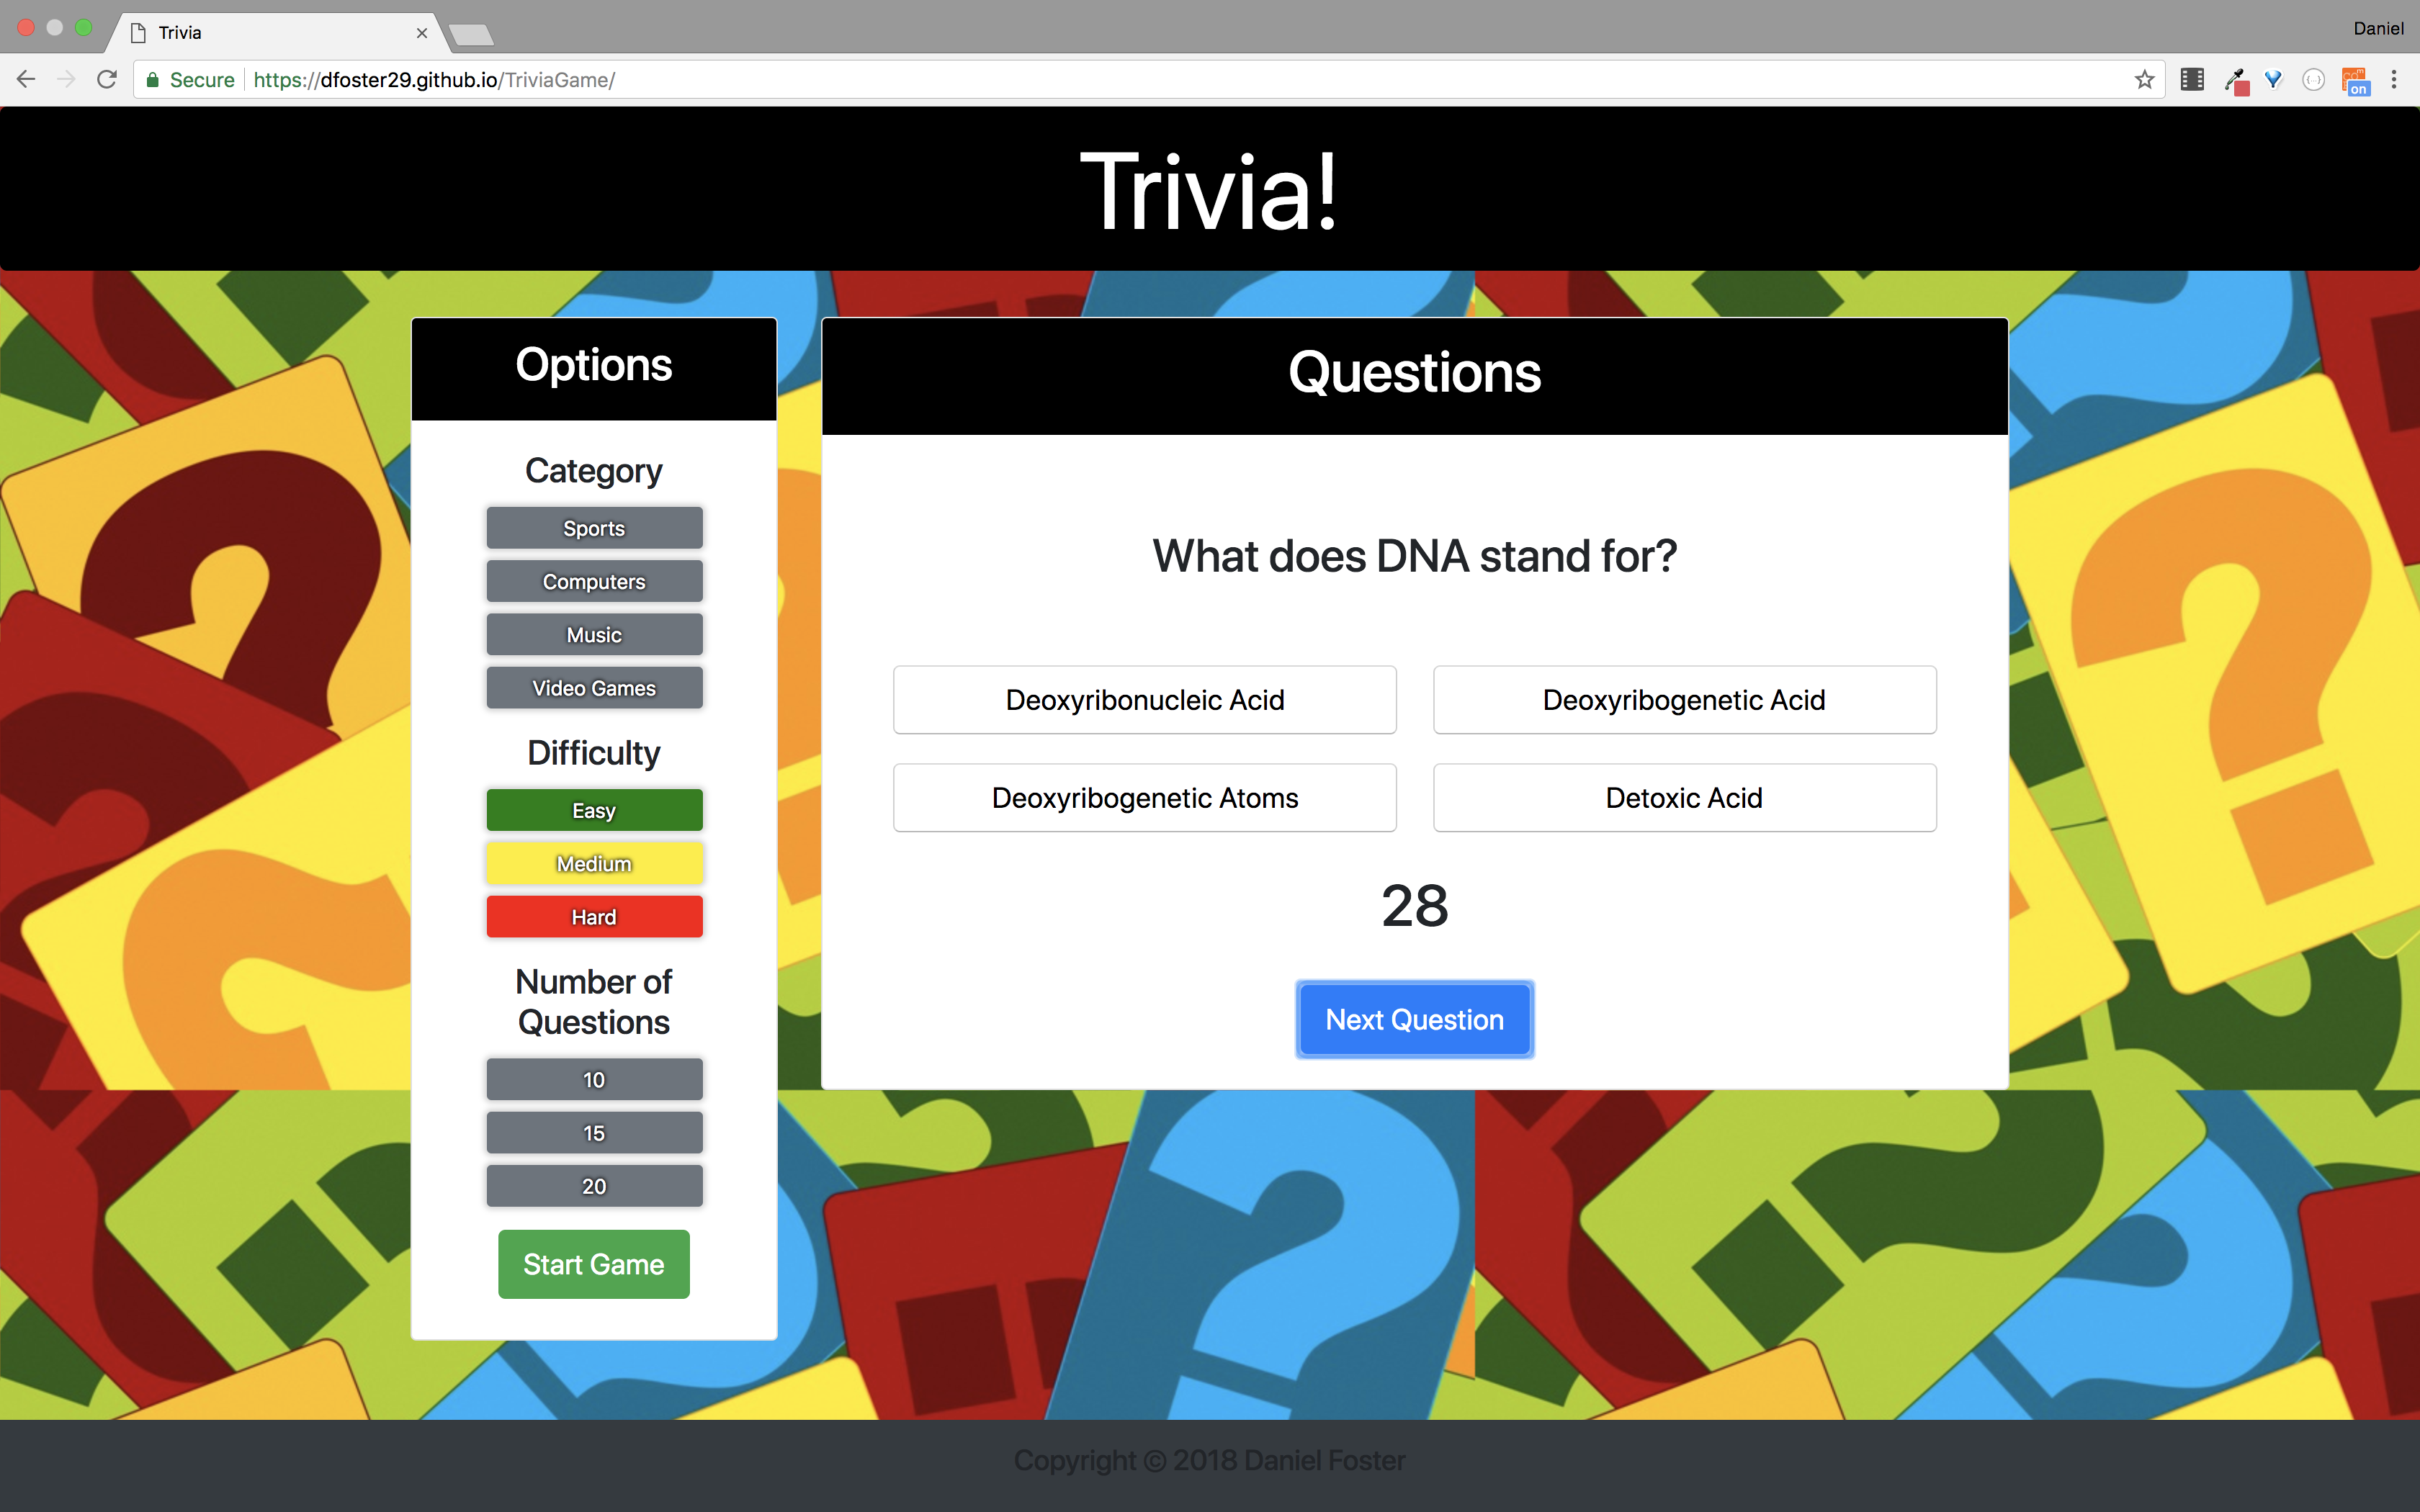 Trivia
Daniel
Secure
https://dfoster29.github.io/TriviaGame/
on
Trivia!
Options
Category
Sports
Computers
Music
Video Games
Difficulty
Easy
Medium
Hard
Number of
Questions
10
15
20
Start Game
Questions
What does DNA stand for?
Deoxyribonucleic Acid
Deoxyribogenetic Acid
Deoxyribogenetic Atoms
Detoxic Acid
28
Next Question
Copyright © 2018 Daniel Foster